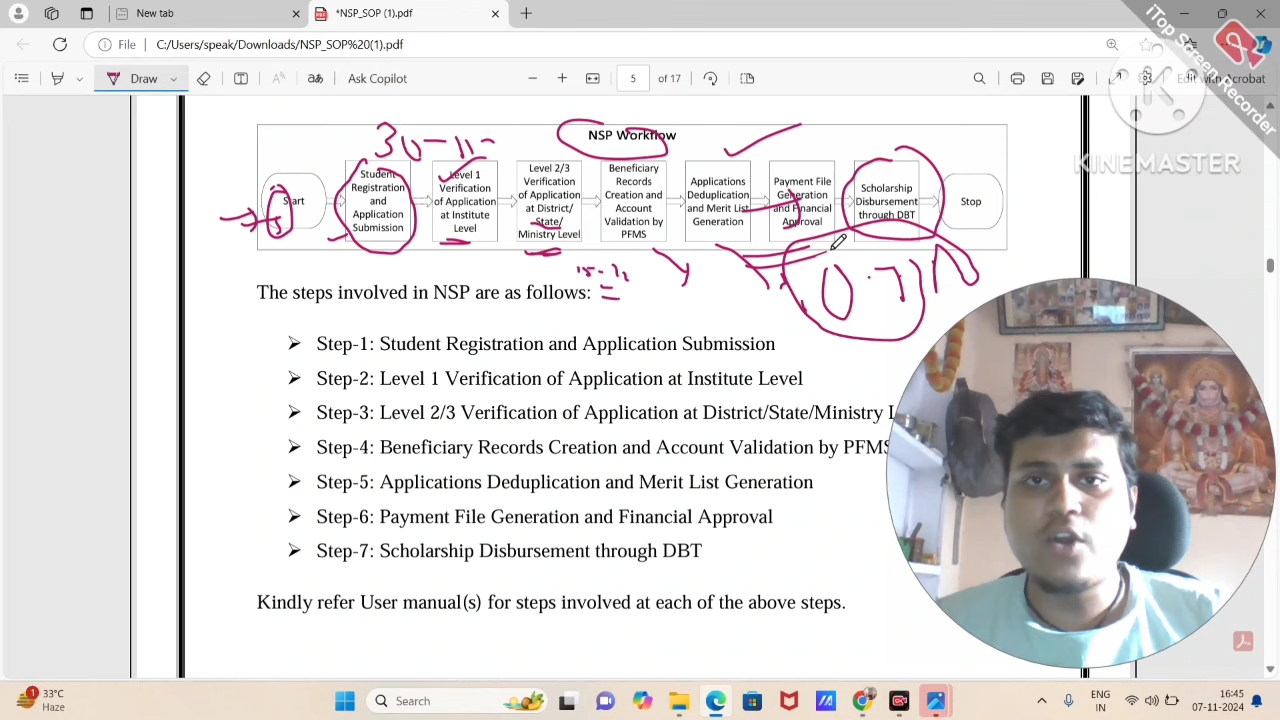 New tab
*NSP_SOP (1).pdf
File C:/Users/speak/Downloads/NSP_SOP%20(1).pdf
iTop Screen Recorder
Draw
Ask Copilot
5 of 17
Edit with Acrobat
KINEMASTER
30-11-
NSP Workflow
Start
Student Registration and Application Submission
Level 1 Verification of Application at Institute Level
Level 2/3 Verification of Application at District/ State/ Ministry Level
Beneficiary Records Creation and Account Validation by PFMS
Applications Deduplication and Merit List Generation
Payment File Generation and Financial Approval
Scholarship Disbursement through DBT
Stop
The steps involved in NSP are as follows:
➢ Step-1: Student Registration and Application Submission
➢ Step-2: Level 1 Verification of Application at Institute Level
➢ Step-3: Level 2/3 Verification of Application at District/State/Ministry
➢ Step-4: Beneficiary Records Creation and Account Validation by PFMS
➢ Step-5: Applications Deduplication and Merit List Generation
➢ Step-6: Payment File Generation and Financial Approval
➢ Step-7: Scholarship Disbursement through DBT
Kindly refer User manual(s) for steps involved at each of the above steps.
1
33°C
Haze
Search
ENG
IN
16:45
07-11-2024